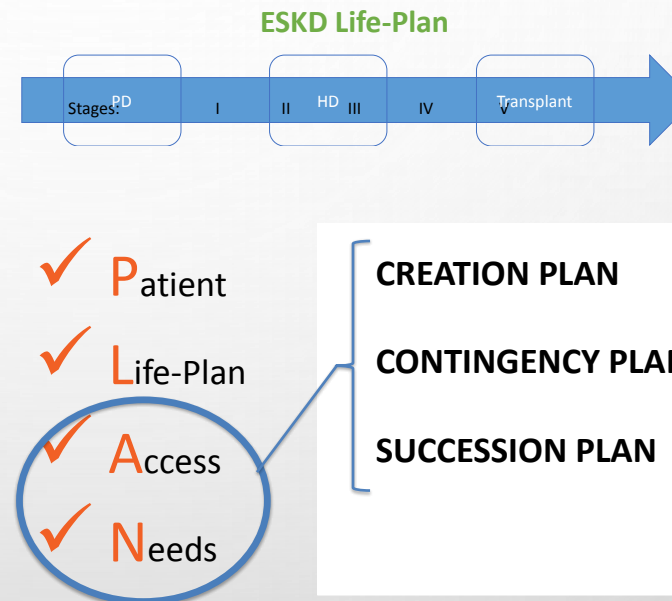 ESKD Life-Plan
PD HD Transplant
Stages: I II III IV V
Patient
Life-Plan
Access
Needs
CREATION PLAN
CONTINGENCY PLAN
SUCCESSION PLAN